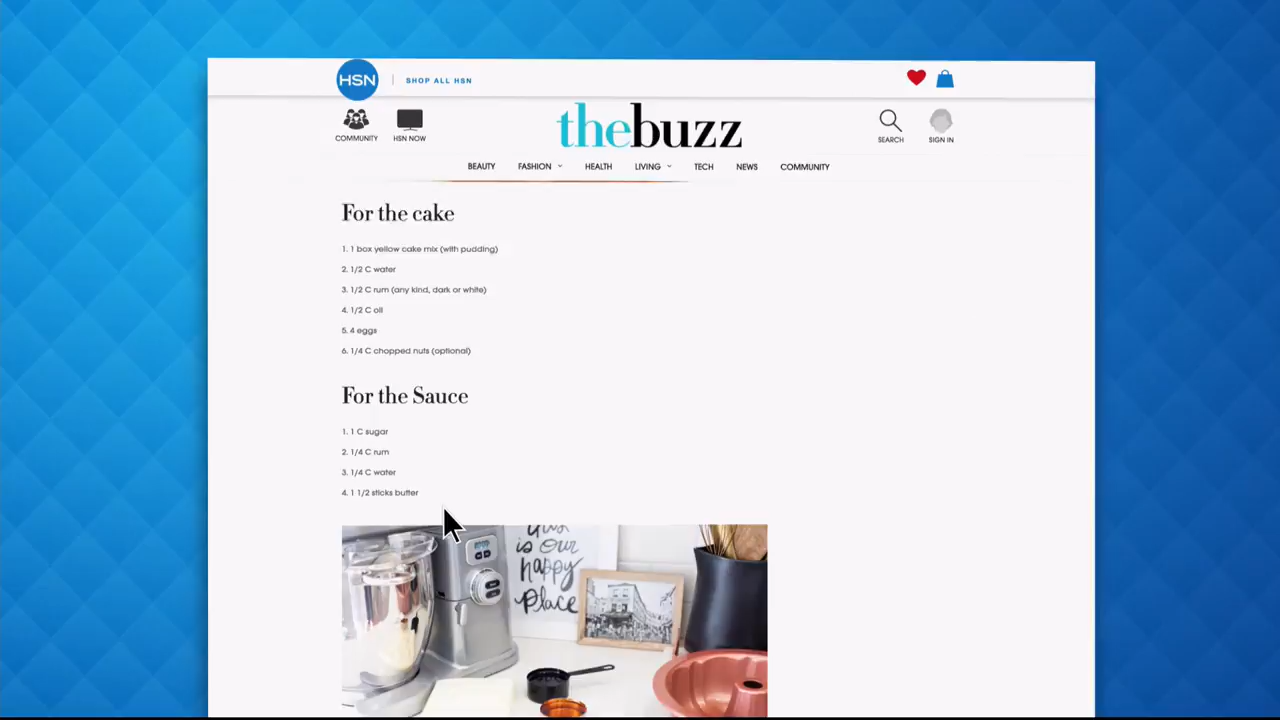 HSN
SHOP ALL HSN
COMMUNITY
HSN NOW
thebuzz
SEARCH
SIGN IN
BEAUTY FASHION HEALTH LIVING TECH NEWS COMMUNITY
For the cake
1. 1 box yellow cake mix (with pudding)
2. 1/2 C water
3. 1/2 C rum (any kind, dark or white)
4. 1/2 C oil
5. 4 eggs
6. 1/4 C chopped nuts (optional)
For the Sauce
1. 1 C sugar
2. 1/4 C rum
3. 1/4 C water
4. 1 1/2 sticks butter
this
is our
happy
place